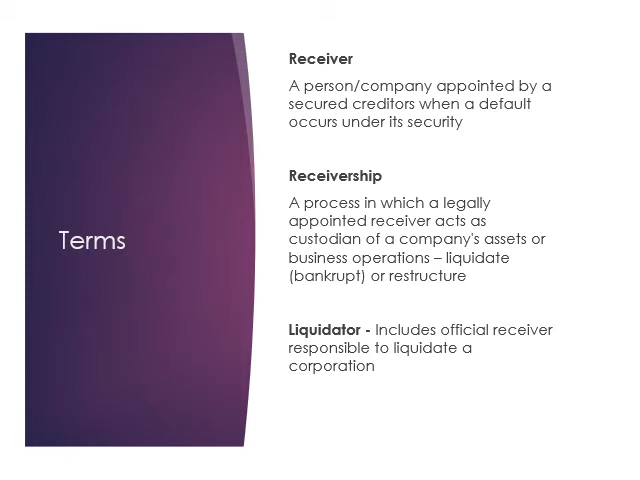 Terms
Receiver
A person/company appointed by a
secured creditors when a default
occurs under its security
Receivership
A process in which a legally
appointed receiver acts as
custodian of a company's assets or
business operations – liquidate
(bankrupt) or restructure
Liquidator - Includes official receiver
responsible to liquidate a
corporation